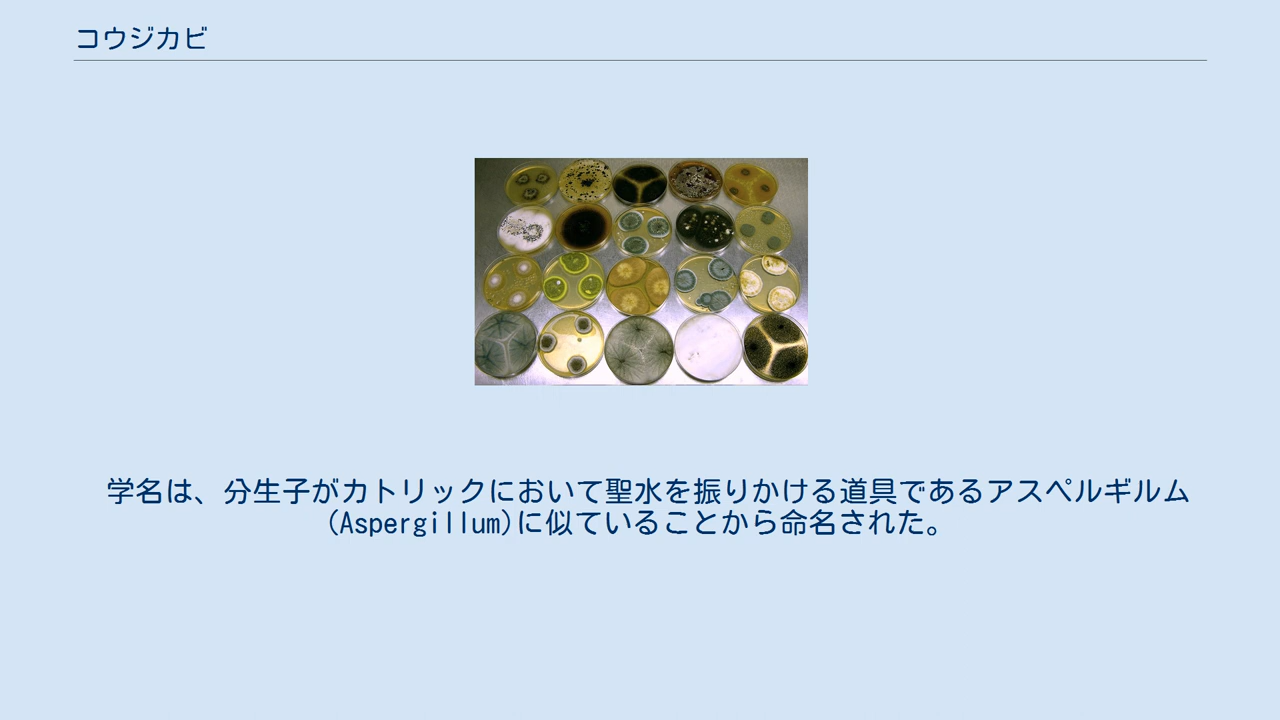 コウジカビ
学名は、分生子がカトリックにおいて聖水を振りかける道具であるアスペルギルム
(Aspergillum)に似ていることから命名された。